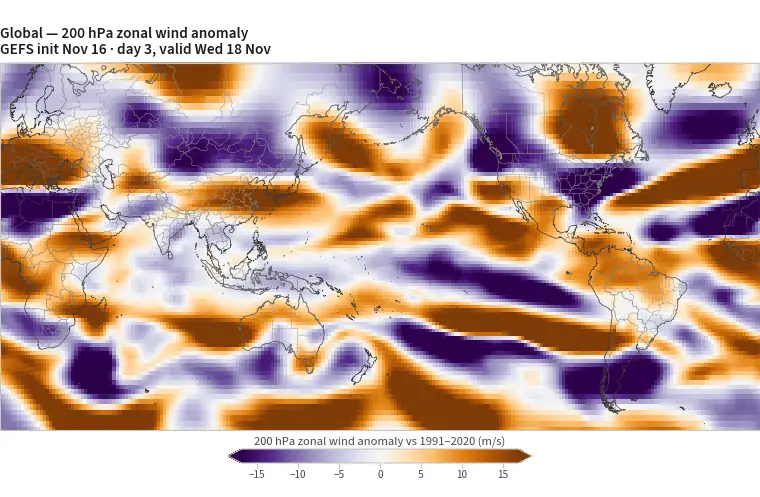 Global — 200 hPa zonal wind anomaly
GEFS init Nov 16 · day 3, valid Wed 18 Nov
200 hPa zonal wind anomaly vs 1991–2020 (m/s)
−15 −10 −5 0 5 10 15